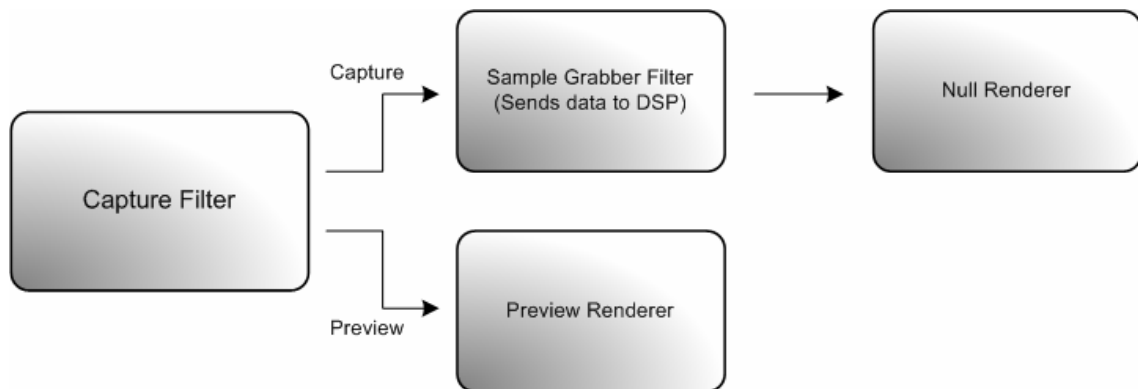 Capture
Sample Grabber Filter
(Sends data to DSP)
Null Renderer
Capture Filter
Preview
Preview Renderer